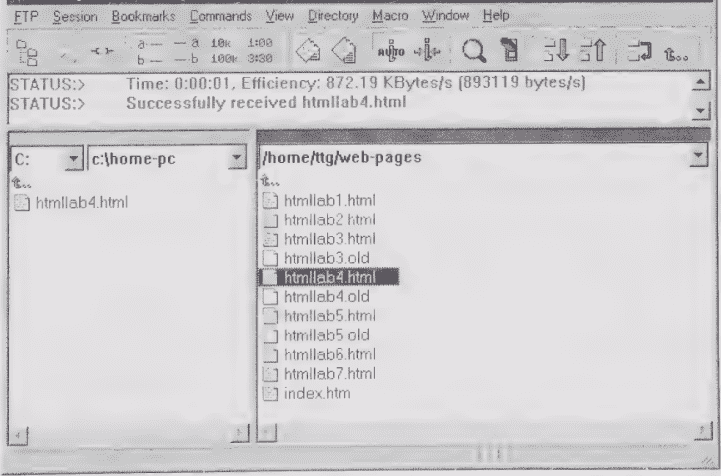 FTP Session Bookmarks Commands View Directory Macro Window Help
a — — a 10k 1:00
b — — b 100k 3:30
AUTO
STATUS:> Time: 0:00:01, Efficiency: 872.19 KBytes/s (893119 bytes/s)
STATUS:> Successfully received htmllab4.html
C: c:\home-pc
htmllab4.html
/home/ttg/web-pages
htmllab1.html
htmllab2.html
htmllab3.html
htmllab3.old
htmllab4.html
htmllab4.old
htmllab5.html
htmllab5.old
htmllab6.html
htmllab7.html
index.htm